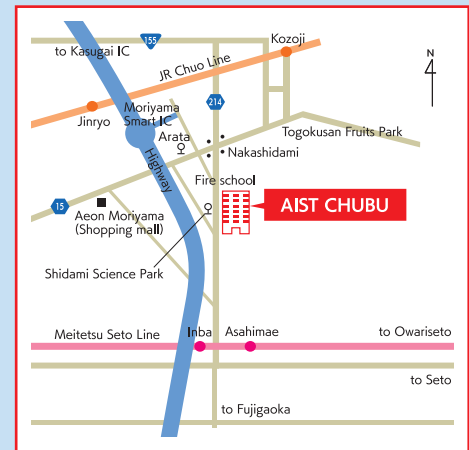 155
Kozoji
to Kasugai IC
JR Chuo Line
N
214
Jinryo
Moriyama
Smart IC
Arata
Togokusan Fruits Park
Nakashidami
Highway
Fire school
15
AIST CHUBU
Aeon Moriyama
(Shopping mall)
Shidami Science Park
Meitetsu Seto Line
Inba
Asahimae
to Owariseto
to Seto
to Fujigaoka